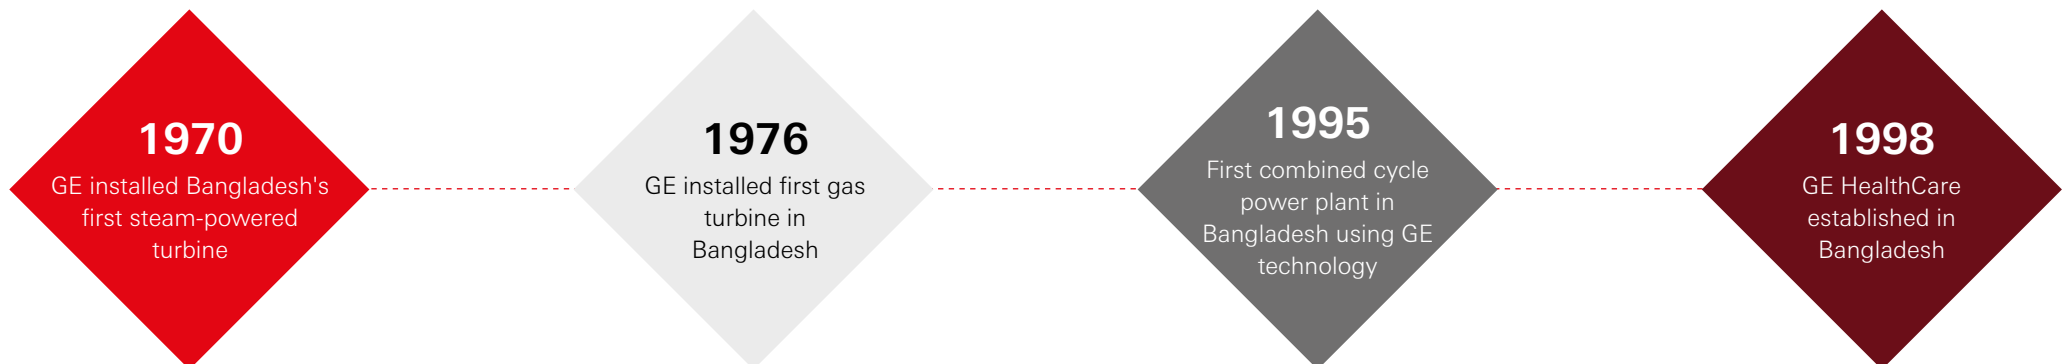 1970
GE installed Bangladesh's
first steam-powered
turbine
1976
GE installed first gas
turbine in
Bangladesh
1995
First combined cycle
power plant in
Bangladesh using GE
technology
1998
GE HealthCare
established in
Bangladesh